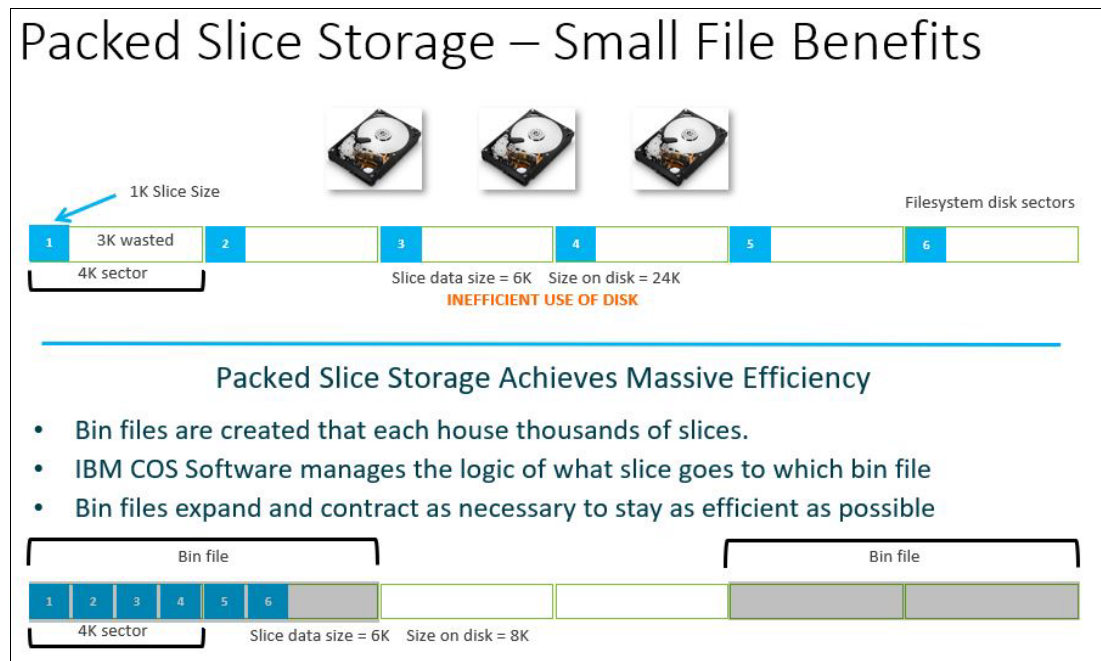 Packed Slice Storage – Small File Benefits
1K Slice Size
Filesystem disk sectors
1 3K wasted 2 3 4 5 6
4K sector
Slice data size = 6K Size on disk = 24K
INEFFICIENT USE OF DISK
Packed Slice Storage Achieves Massive Efficiency
• Bin files are created that each house thousands of slices.
• IBM COS Software manages the logic of what slice goes to which bin file
• Bin files expand and contract as necessary to stay as efficient as possible
Bin file Bin file
1 2 3 4 5 6
4K sector
Slice data size = 6K Size on disk = 8K